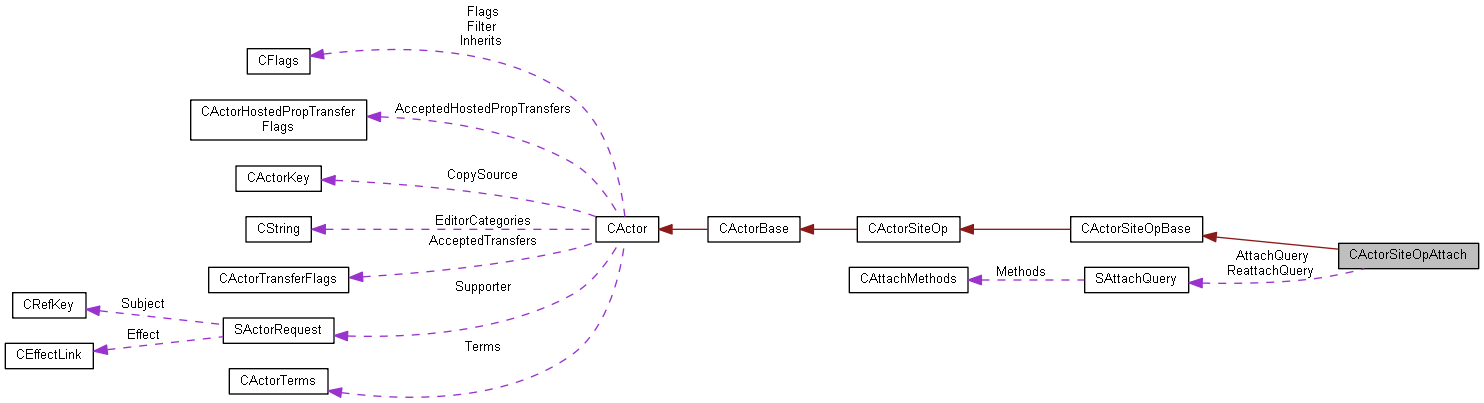 Flags
Filter
Inherits
CFlags
CActorHostedPropTransfer
Flags
AcceptedHostedPropTransfers
CActorKey
CopySource
CString
EditorCategories
AcceptedTransfers
CActor
CActorBase
CActorSiteOp
CActorSiteOpBase
CActorSiteOpAttach
AttachQuery
ReattachQuery
CActorTransferFlags
CAttachMethods
Methods
SAttachQuery
Supporter
CRefKey
Subject
SActorRequest
Effect
CEffectLink
Terms
CActorTerms